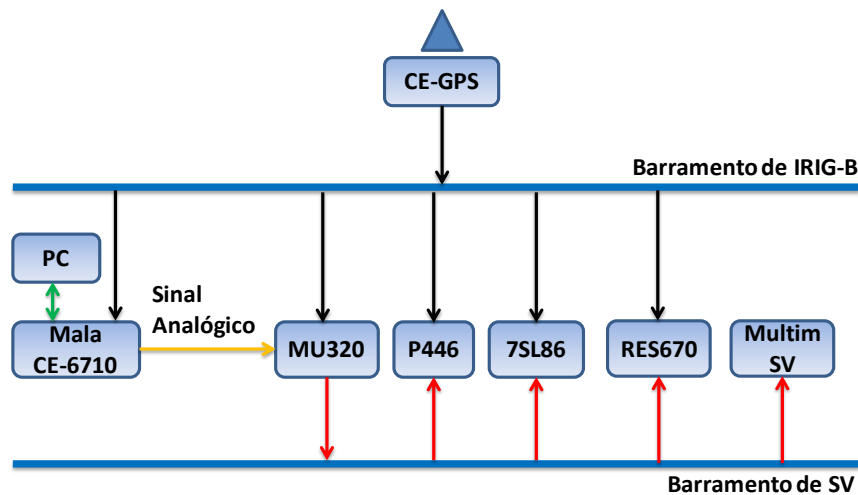 CE-GPS
Barramento de IRIG-B
PC
Sinal
Analógico
Mala
CE-6710
MU320
P446
7SL86
RES670
Multim
SV
Barramento de SV